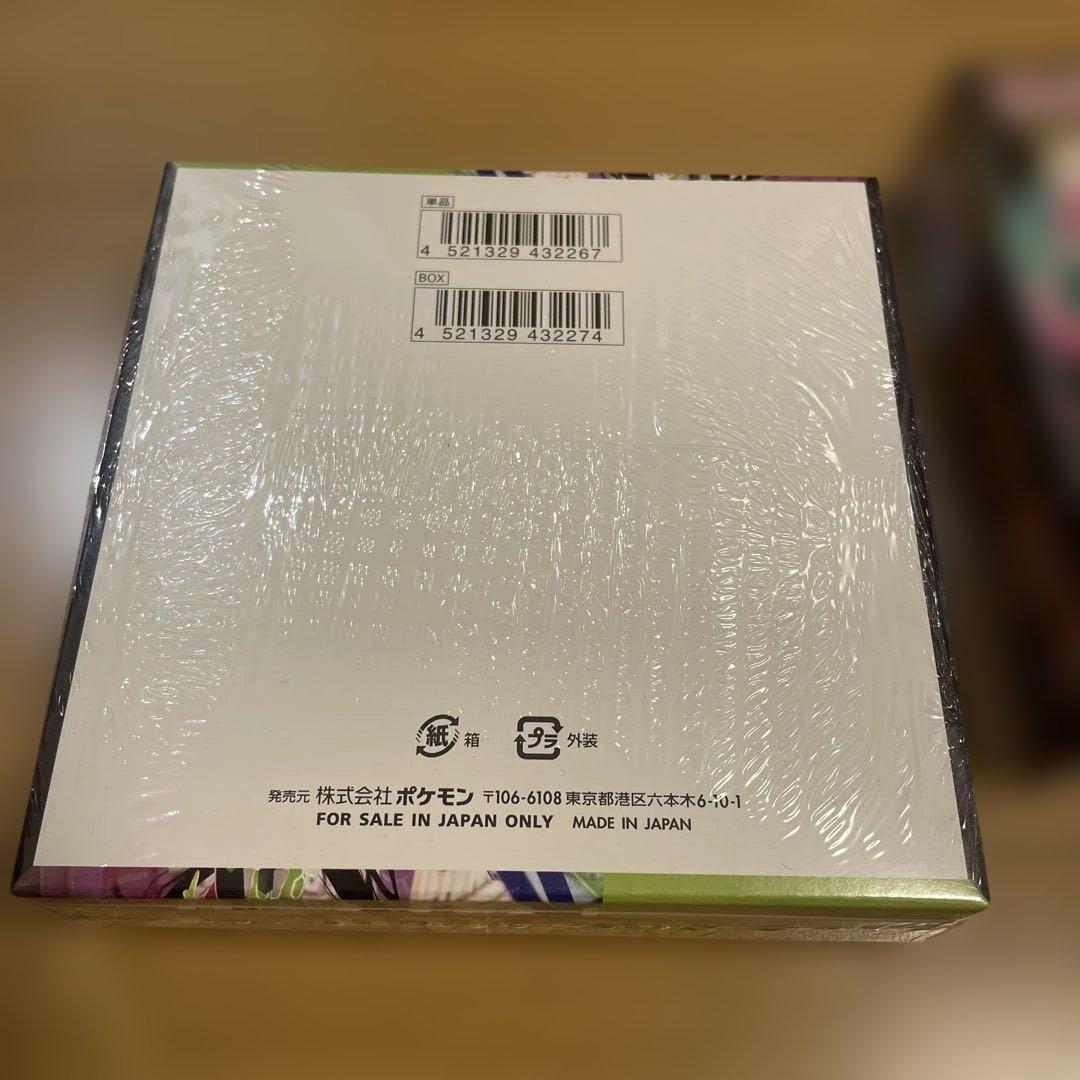 単品
4 521329 432267
BOX
4 521329 432274
紙 箱 プラ 外装
発売元 株式会社ポケモン 〒106-6108 東京都港区六本木6-10-1
FOR SALE IN JAPAN ONLY MADE IN JAPAN